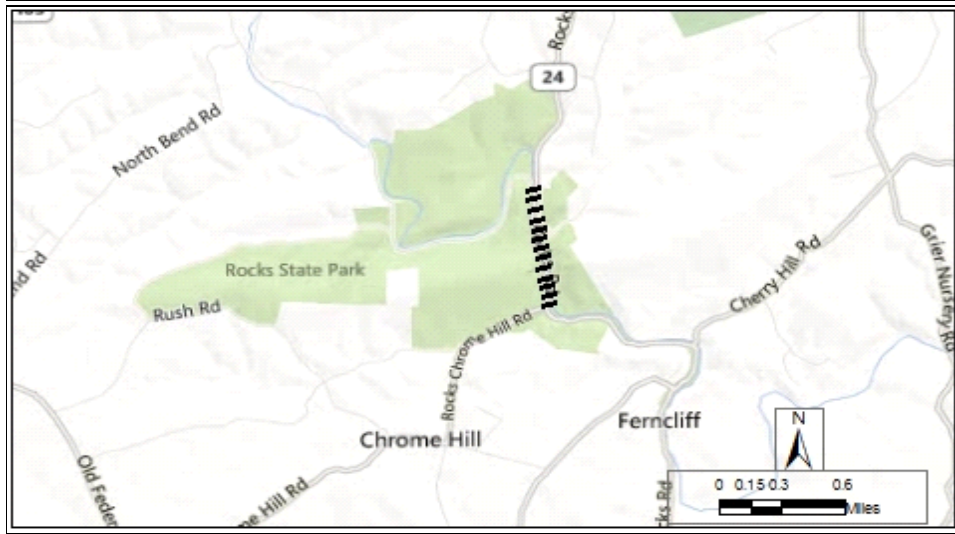 Rocks
24
North Bend Rd
nd Rd
Rocks State Park
Rush Rd
Rocks Chrome Hill Rd
Cherry Hill Rd
Grier Nursery Rd
Chrome Hill
Ferncliff
Old Feder
me Hill Rd
cks Rd
N
0 0.15 0.3 0.6
Miles